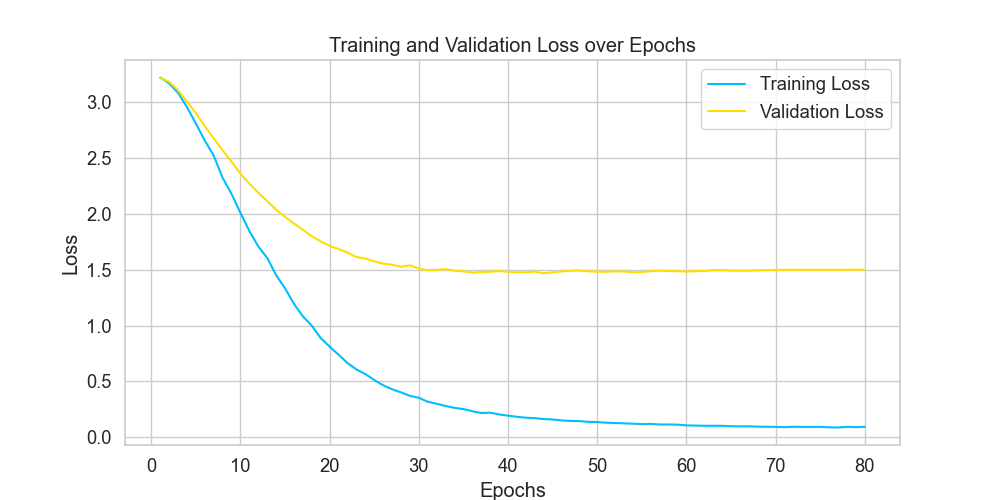 Training and Validation Loss over Epochs
Training Loss
Validation Loss
Loss
3.0
2.5
2.0
1.5
1.0
0.5
0.0
0 10 20 30 40 50 60 70 80
Epochs